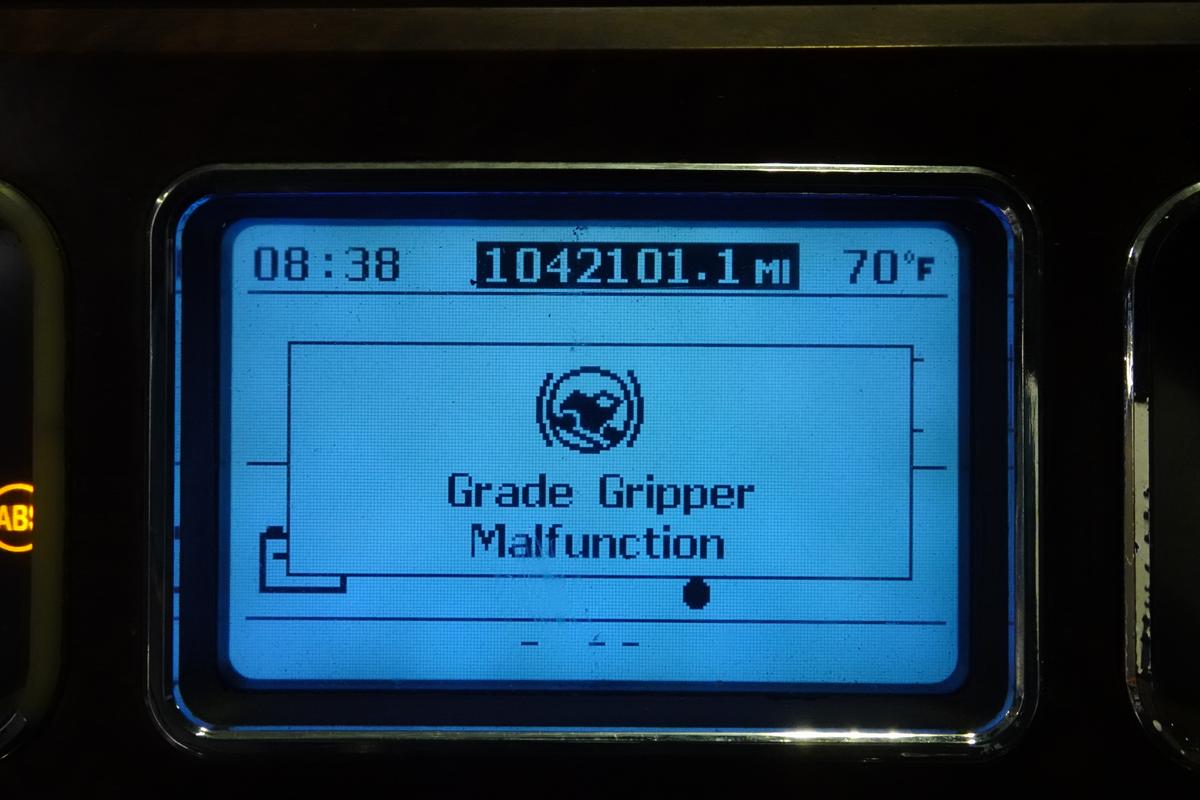 08:38 1042101.1 MI 70°F
Grade Gripper
Malfunction
ABS